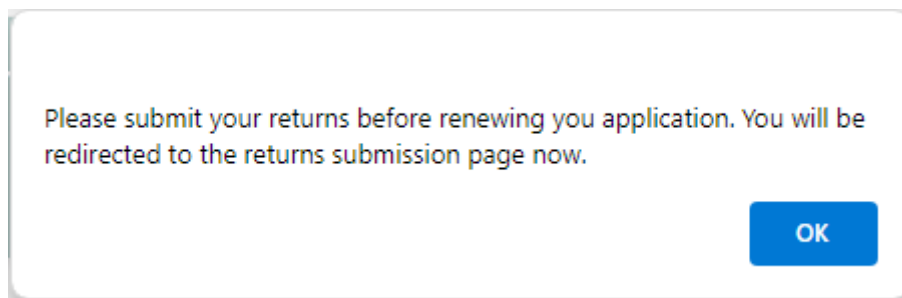 Please submit your returns before renewing you application. You will be
redirected to the returns submission page now.
OK